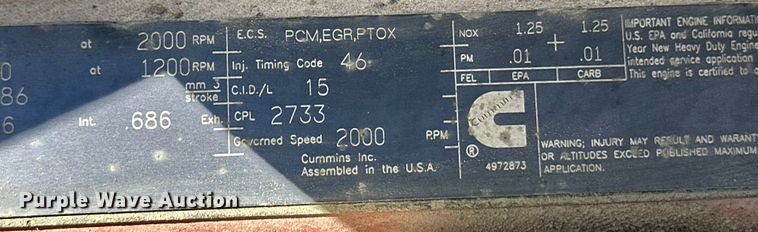 at 2000 RPM
at 1200 RPM
86
mm 3
stroke
6 Int. .686 Exh.
E.C.S. PCM,EGR,PTOX
Inj. Timing Code 46
C.I.D./L 15
CPL 2733
Governed Speed 2000 RPM
Cummins Inc.
Assembled in the U.S.A.
NOX 1.25 + 1.25
PM .01 .01
FEL EPA CARB
Cummins
®
4972873
IMPORTANT ENGINE INFORMATI
U.S. EPA and California regu
Year New Heavy Duty Engine
intended service application
This engine is certified to
WARNING; INJURY MAY RESULT AND WARRANTY
OR ALTITUDES EXCEED PUBLISHED MAXIMUM
APPLICATION.
Purple Wave Auction